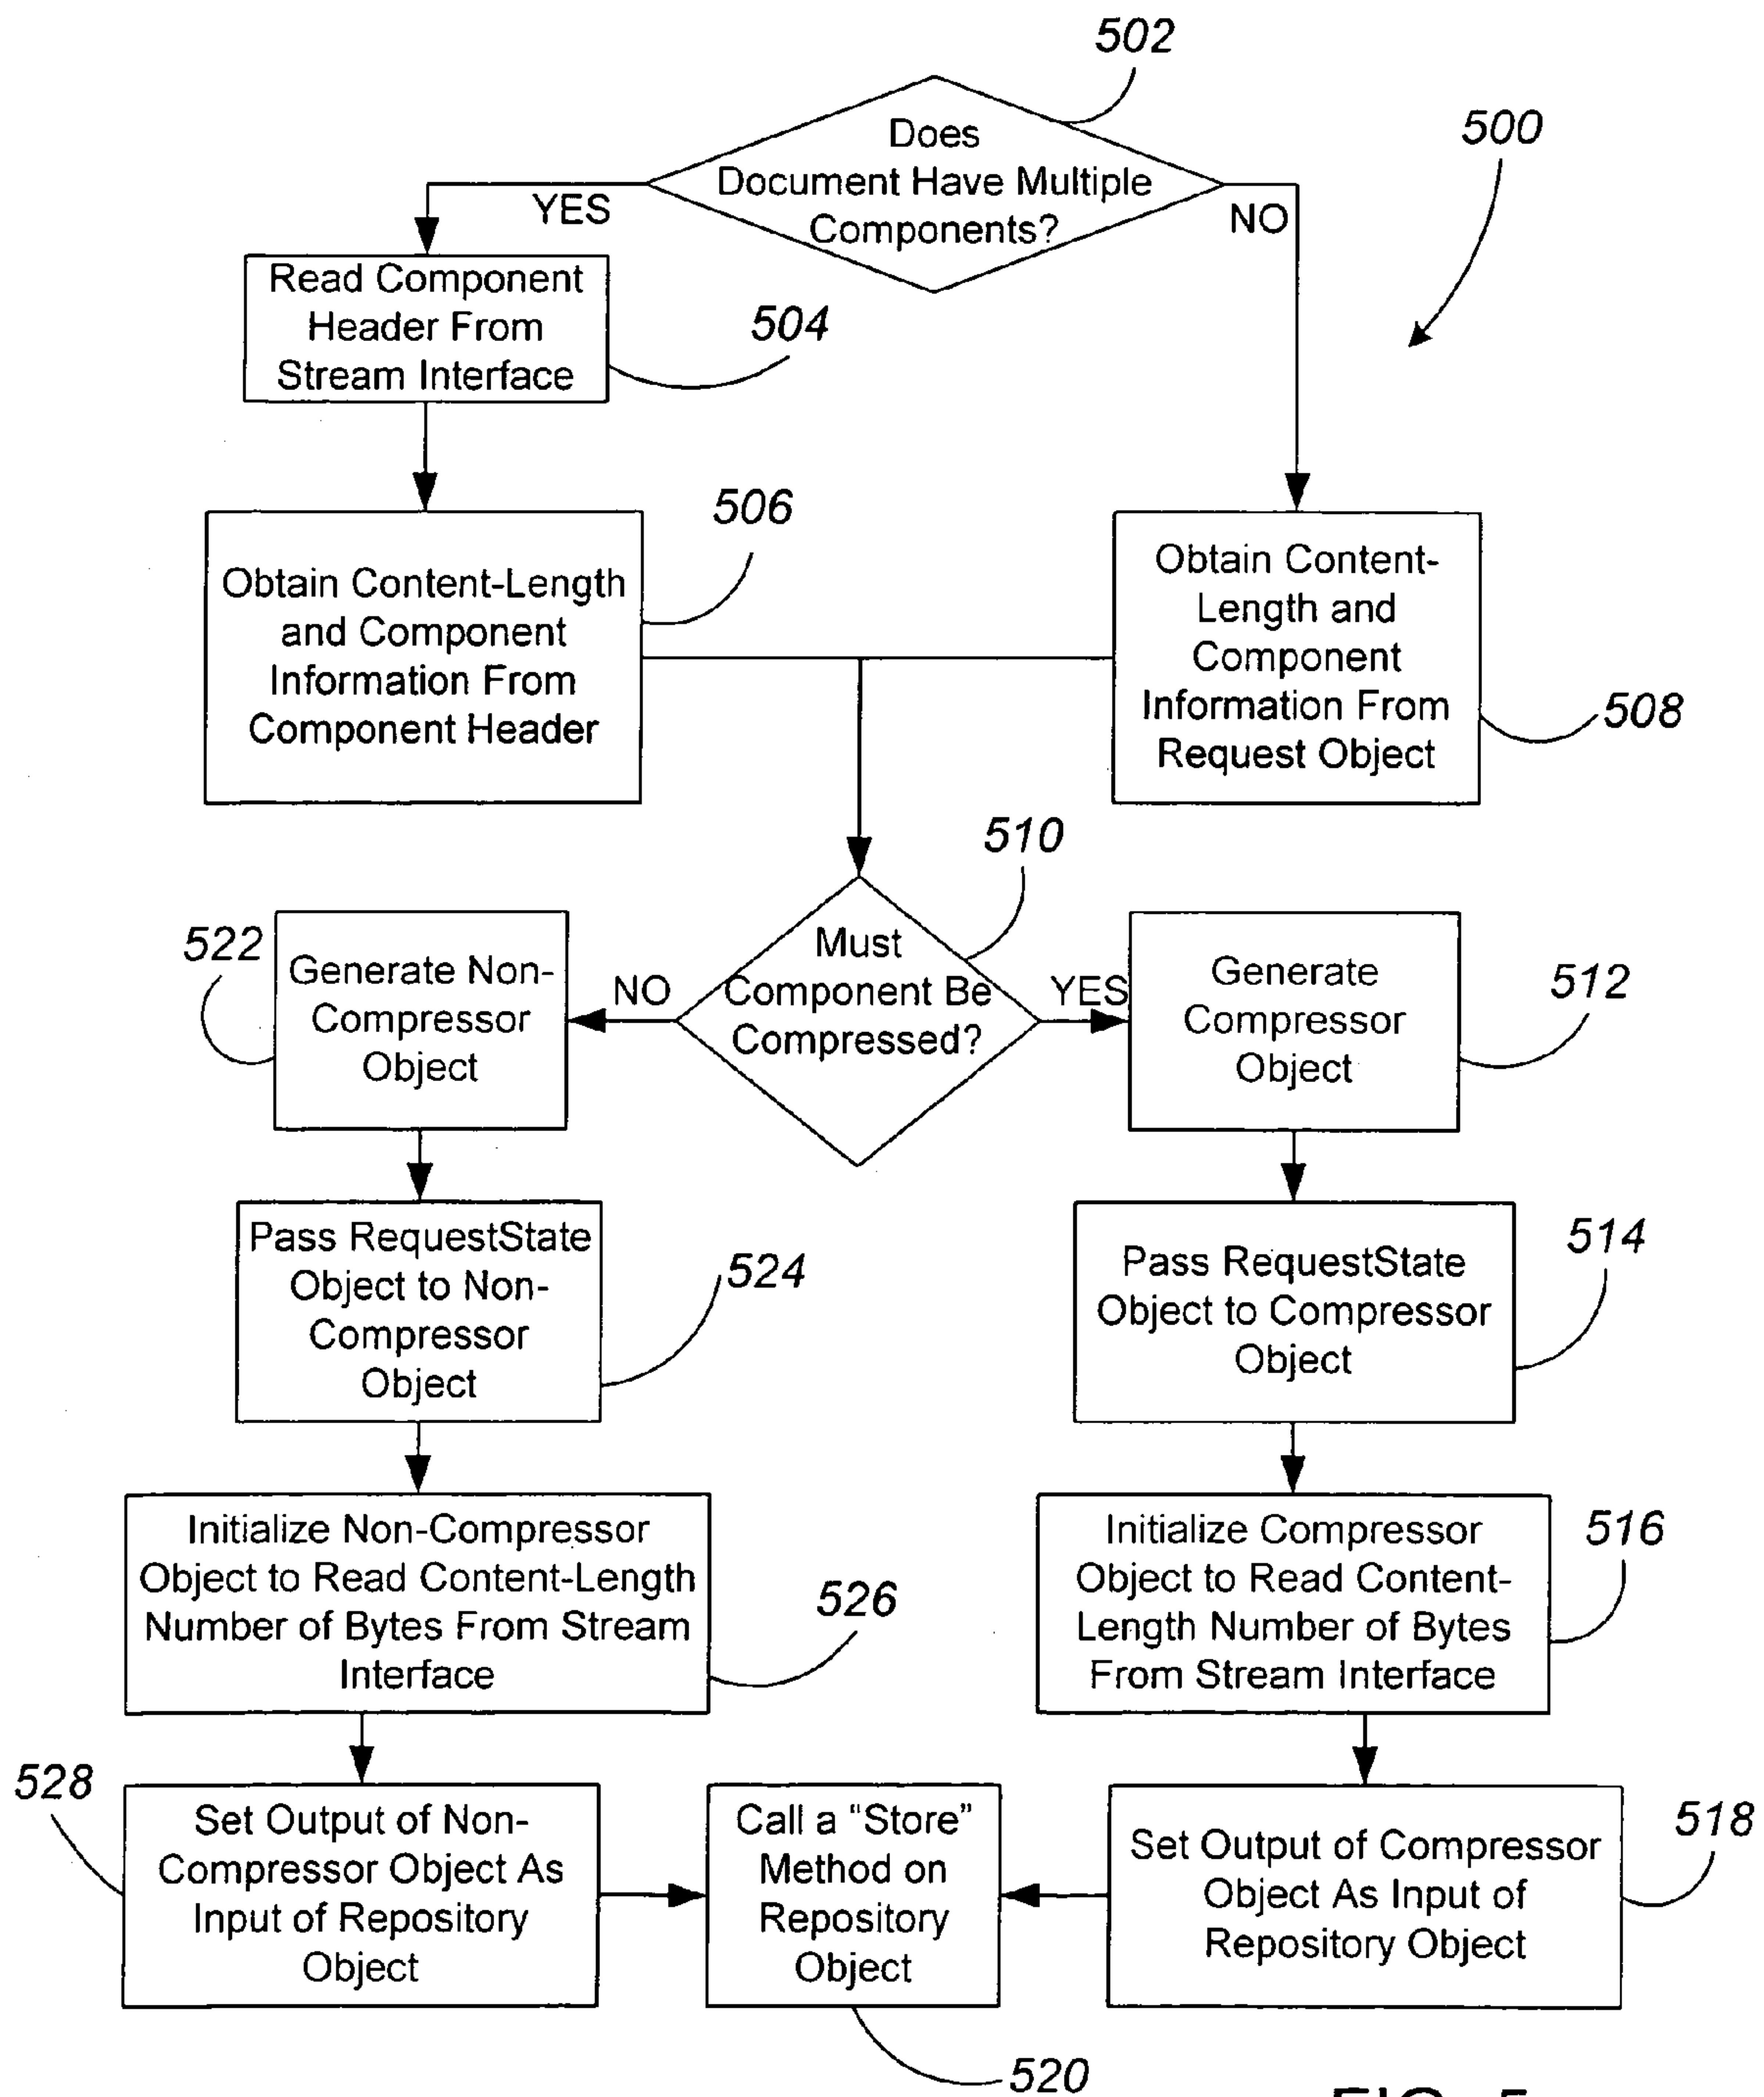 502
Does
Document Have Multiple
Components?
500
YES
NO
Read Component
Header From
Stream Interface
504
506
Obtain Content-Length
and Component
Information From
Component Header
Obtain Content-
Length and
Component
Information From
Request Object
508
510
Must
Component Be
Compressed?
NO
YES
522
Generate Non-
Compressor
Object
Generate
Compressor
Object
512
Pass RequestState
Object to Non-
Compressor
Object
524
Pass RequestState
Object to Compressor
Object
514
Initialize Non-Compressor
Object to Read Content-Length
Number of Bytes From Stream
Interface
526
Initialize Compressor
Object to Read Content-
Length Number of Bytes
From Stream Interface
516
528
Set Output of Non-
Compressor Object As
Input of Repository
Object
Call a “Store”
Method on
Repository
Object
Set Output of Compressor
Object As Input of
Repository Object
518
520
FIG. 5